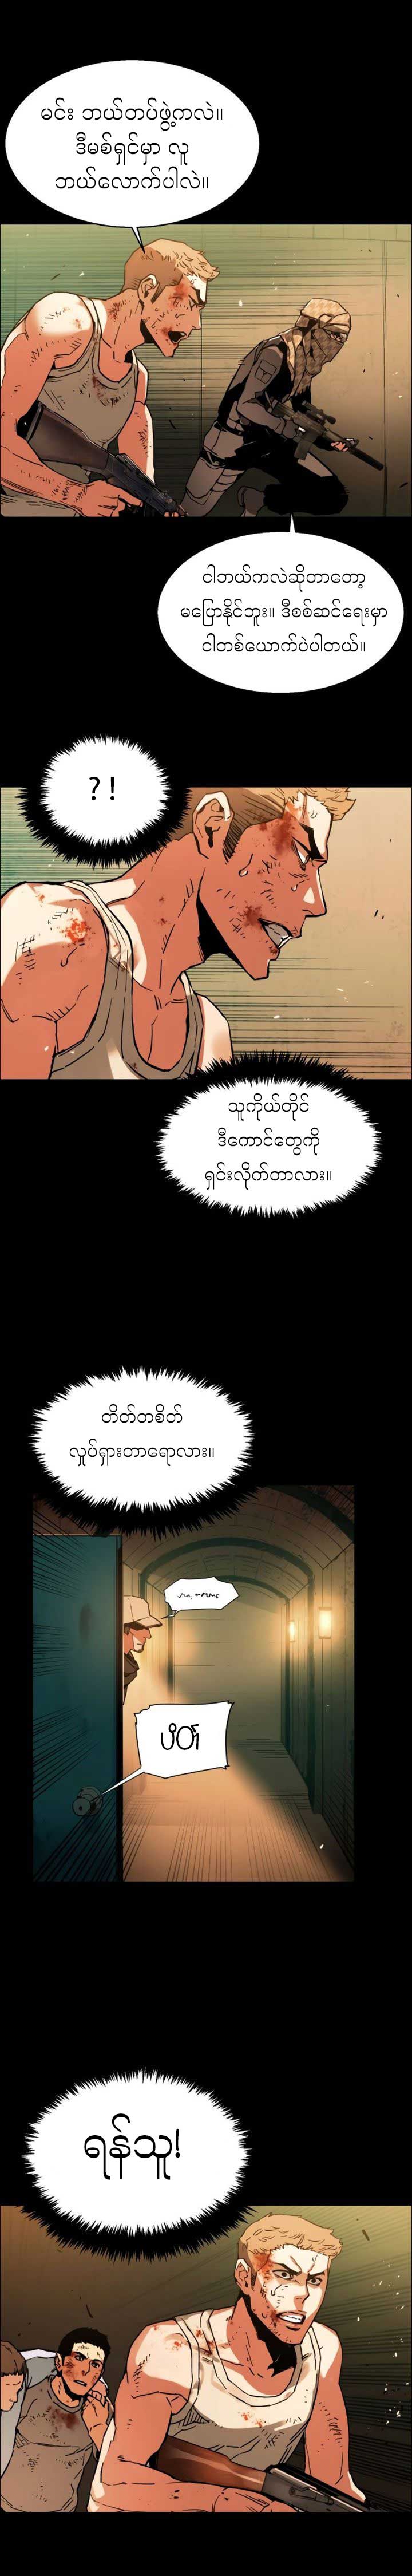 မင်း ဘယ်တပ်ဖွဲ့ကလဲ။
ဒီမစ်ရှင်မှာ လူ
ဘယ်လောက်ပါလဲ။
ငါဘယ်ကလဲဆိုတာတော့
မပြောနိုင်ဘူး။ ဒီစစ်ဆင်ရေးမှာ
ငါတစ်ယောက်ပဲပါတယ်။
?!
သူကိုယ်တိုင်
ဒီကောင်တွေကို
ရှင်းလိုက်တာလား။
တိတ်တစိတ်
လှုပ်ရှားတာရောလား။
ရန်သူ!